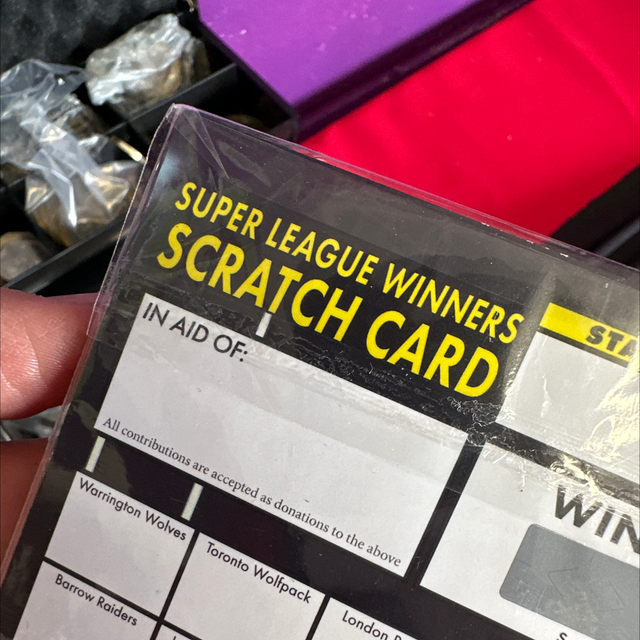 SUPER LEAGUE WINNERS
SCRATCH CARD
IN AID OF:
All contributions are accepted as donations to the above
Warrington Wolves
Toronto Wolfpack
London
Barrow Raiders